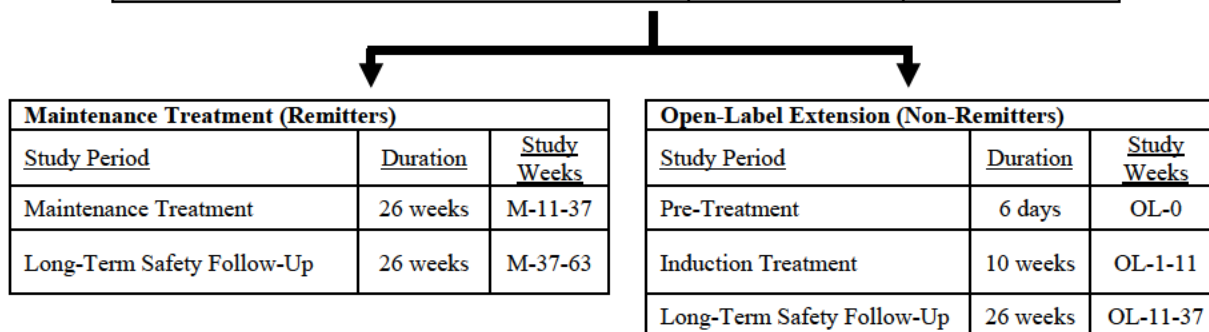 Maintenance Treatment (Remitters)
Study Period Duration Study Weeks
Maintenance Treatment 26 weeks M-11-37
Long-Term Safety Follow-Up 26 weeks M-37-63
Open-Label Extension (Non-Remitters)
Study Period Duration Study Weeks
Pre-Treatment 6 days OL-0
Induction Treatment 10 weeks OL-1-11
Long-Term Safety Follow-Up 26 weeks OL-11-37